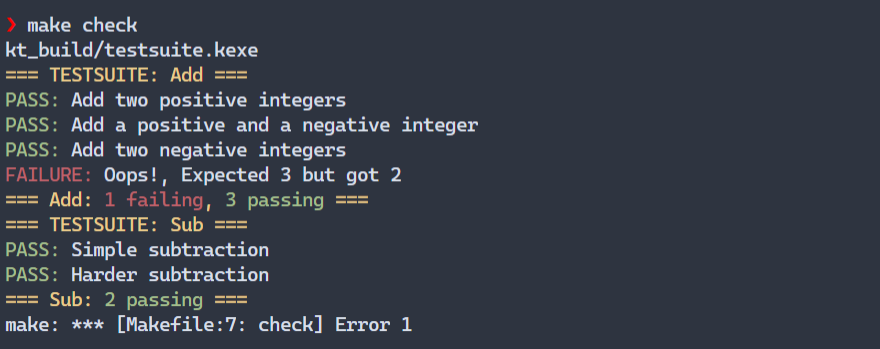 ❯ make check
kt_build/testsuite.kexe
=== TESTSUITE: Add ===
PASS: Add two positive integers
PASS: Add a positive and a negative integer
PASS: Add two negative integers
FAILURE: Oops!, Expected 3 but got 2
=== Add: 1 failing, 3 passing ===
=== TESTSUITE: Sub ===
PASS: Simple subtraction
PASS: Harder subtraction
=== Sub: 2 passing ===
make: *** [Makefile:7: check] Error 1